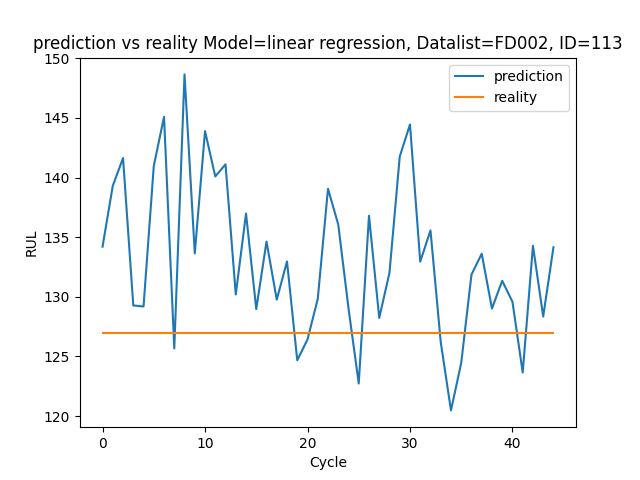 prediction vs reality Model=linear regression, Datalist=FD002, ID=113
150
145
140
135
130
125
120
RUL
prediction
reality
0
10
20
30
40
Cycle